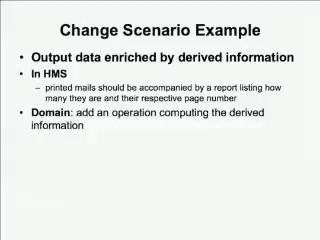 Change Scenario Example
• Output data enriched by derived information
• In HMS
– printed mails should be accompanied by a report listing how
many they are and their respective page number
• Domain: add an operation computing the derived
information